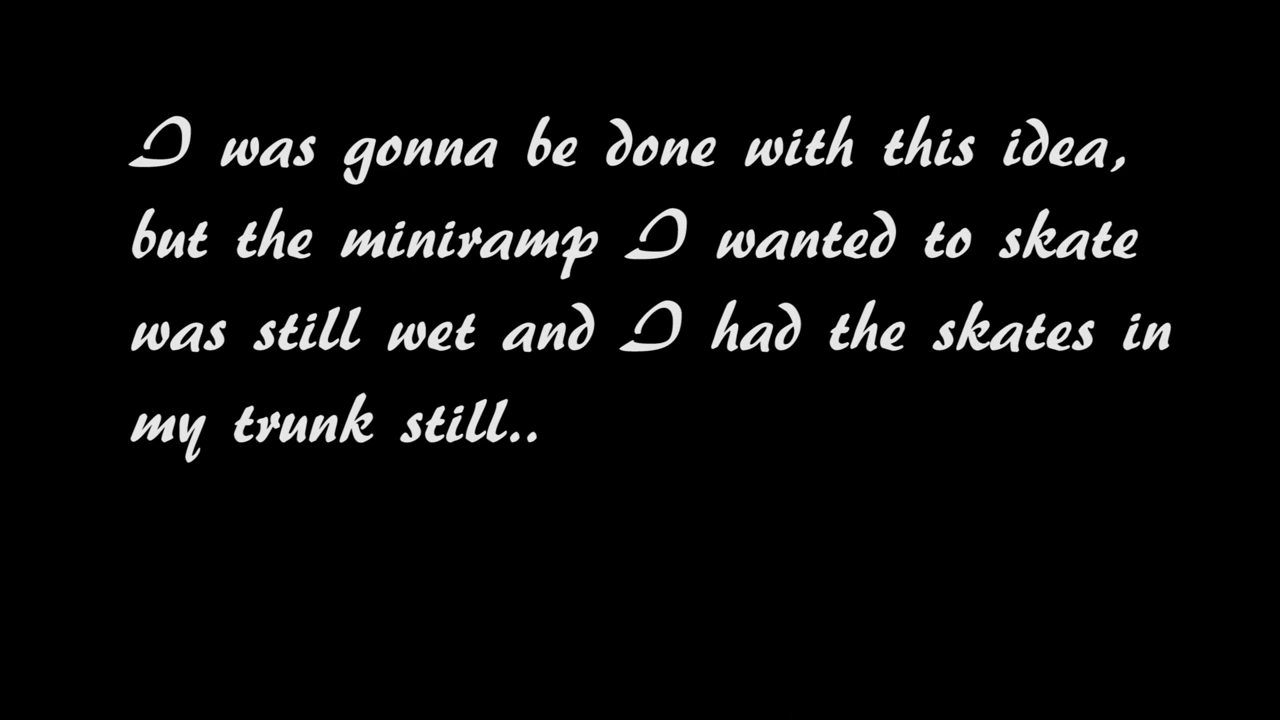 I was gonna be done with this idea,
but the miniramp I wanted to skate
was still wet and I had the skates in
my trunk still..